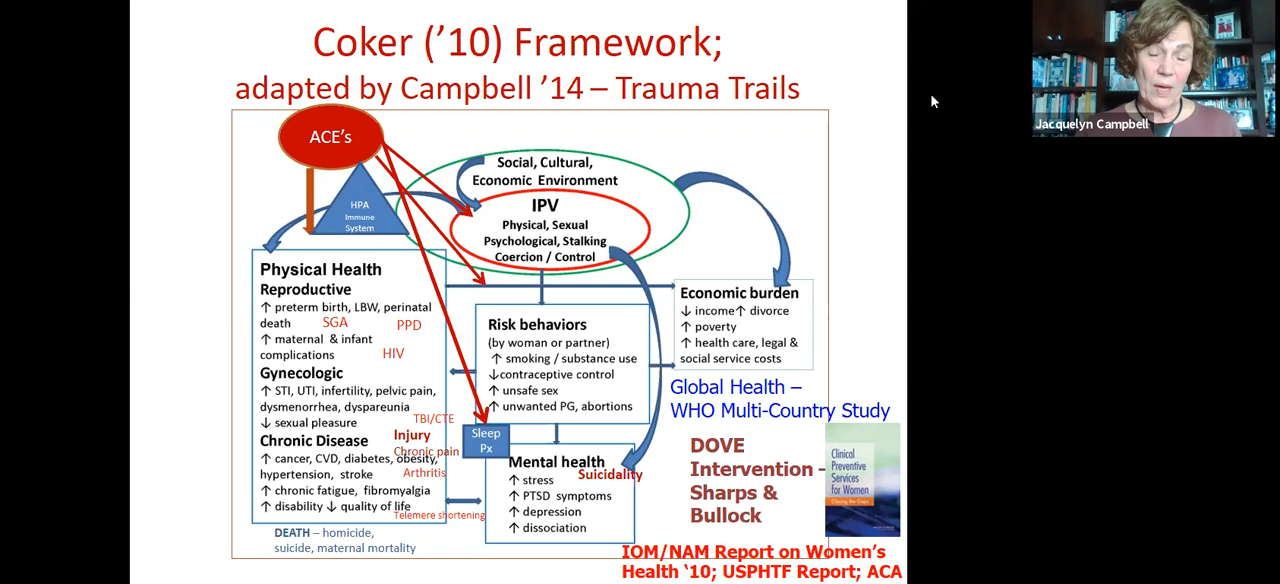 Coker ('10) Framework;
adapted by Campbell '14 – Trauma Trails
Jacquelyn Campbell
ACE's
HPA
Immune
System
Social, Cultural,
Economic Environment
IPV
Physical, Sexual
Psychological, Stalking
Coercion / Control
Physical Health
Reproductive
↑ preterm birth, LBW, perinatal
death
SGA
PPD
↑ maternal & infant
complications
HIV
Gynecologic
↑ STI, UTI, infertility, pelvic pain,
dysmenorrhea, dyspareunia
↓ sexual pleasure
TBI/CTE
Chronic Disease
Injury
Chronic pain
↑ cancer, CVD, diabetes, obesity,
hypertension, stroke
Arthritis
↑ chronic fatigue, fibromyalgia
↑ disability ↓ quality of life
Telemere shortening
DEATH – homicide,
suicide, maternal mortality
Risk behaviors
(by woman or partner)
↑ smoking / substance use
↓contraceptive control
↑ unsafe sex
↑ unwanted PG, abortions
Sleep
Px
Mental health
Suicidality
↑ stress
↑ PTSD symptoms
↑ depression
↑ dissociation
Economic burden
↓ income↑ divorce
↑ poverty
↑ health care, legal &
social service costs
Global Health –
WHO Multi-Country Study
DOVE
Intervention -
Sharps &
Bullock
Clinical
Preventive
Services
for Women
Closing the Gaps
IOM/NAM Report on Women's
Health '10; USPHTF Report; ACA